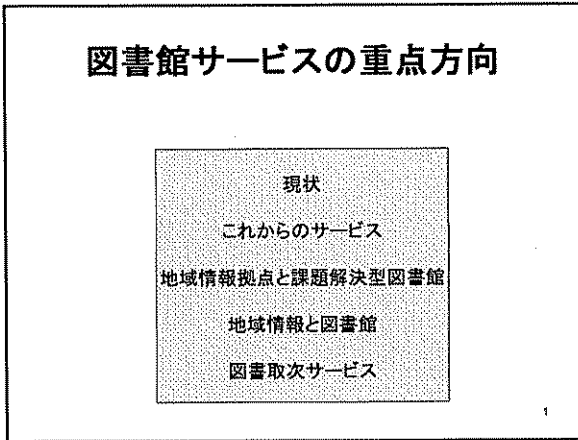 図書館サービスの重点方向
現状
これからのサービス
地域情報拠点と課題解決型図書館
地域情報と図書館
図書取次サービス
1